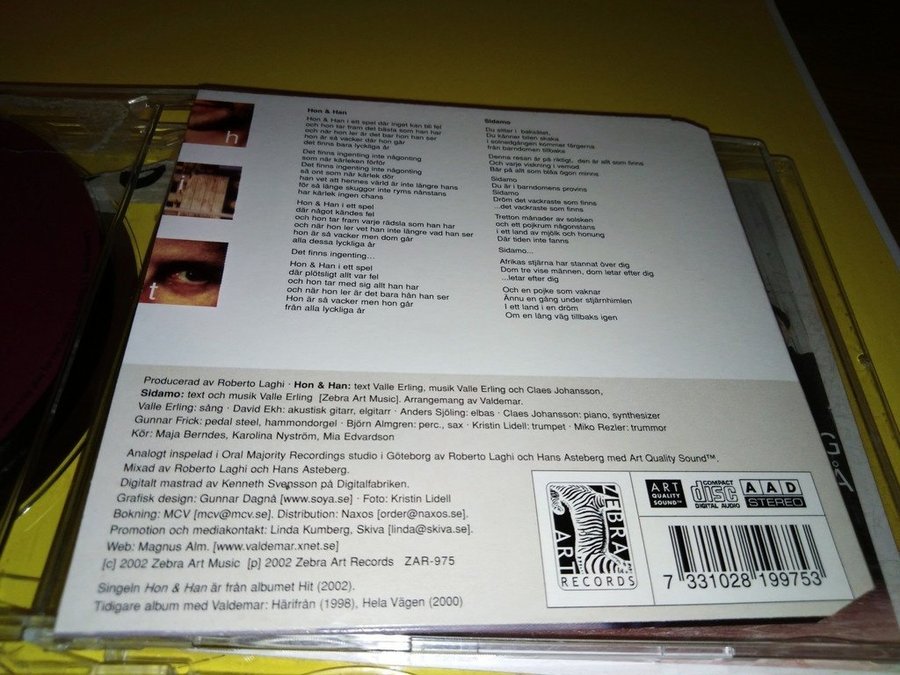 h
t
t
Hon & Han
Hon & Han i ett spel där inget kan bli fel
och hon tar fram det bästa som han har
och när hon ler är det bar hon han ser
hon är så vacker där hon går
det finns bara lyckliga år
Det finns ingenting inte någonting
som när kärleken förför
Det finns ingenting inte någonting
så ont som när kärlek dör
han vet att hennes värld är inte längre hans
för så länge skuggor inte ryms nånstans
har kärlek ingen chans
Hon & Han i ett spel
där något kändes fel
och hon tar fram varje rädsla som han har
och när hon ler vet han inte längre vad han ser
hon är så vacker men dom går
alla dessa lyckliga år
Det finns ingenting...
Hon & Han i ett spel
där plötsligt allt var fel
och hon tar med sig allt han har
och när hon ler är det bara hån han ser
Hon är så vacker men hon går
från alla lyckliga år
Sidamo
Du sitter i baksätet,
Du känner bilen skaka
I solnedgången kommer färgerna
från barndomen tillbaks
Denna resan är på riktigt, den är allt som finns
Och varje viskning i vemod
Bär på allt som blåa ögon minns
Sidamo
Du är i barndomens provins
Sidamo
Dröm det vackraste som finns
...det vackraste som finns
Tretton månader av solsken
och ett pojkrum någonstans
I ett land av mjölk och honung
Där tiden inte fanns
Sidamo...
Afrikas stjärna har stannat över dig
Dom tre vise männen, dom letar efter dig
...letar efter dig
Och en pojke som vaknar
Ännu en gång under stjärnhimlen
I ett land i en dröm
Om en lång väg tillbaks igen
Producerad av Roberto Laghi · Hon & Han: text Valle Erling, musik Valle Erling och Claes Johansson,
Sidamo: text och musik Valle Erling [Zebra Art Music]. Arrangemang av Valdemar.
Valle Erling: sång · David Ekh: akustisk gitarr, elgitarr · Anders Sjöling: elbas · Claes Johansson: piano, synthesizer
Gunnar Frick: pedal steel, hammondorgel · Björn Almgren: perc., sax · Kristin Lidell: trumpet · Miko Rezler: trummor
Kör: Maja Berndes, Karolina Nyström, Mia Edvardson
Analogt inspelad i Oral Majority Recordings studio i Göteborg av Roberto Laghi och Hans Asteberg med Art Quality Sound™.
Mixad av Roberto Laghi och Hans Asteberg.
Digitalt mastrad av Kenneth Svensson på Digitalfabriken.
Grafisk design: Gunnar Dagnå [www.soya.se] · Foto: Kristin Lidell
Bokning: MCV [mcv@mcv.se]. Distribution: Naxos [order@naxos.se].
Promotion och mediakontakt: Linda Kumberg, Skiva [linda@skiva.se].
Web: Magnus Alm. [www.valdemar.xnet.se]
[c] 2002 Zebra Art Music [p] 2002 Zebra Art Records ZAR-975
Singeln Hon & Han är från albumet Hit (2002).
Tidigare album med Valdemar: Härifrån (1998), Hela Vägen (2000)
ZEBRA
ART
RECORDS
ART
QUALITY
SOUND™
COMPACT
disc
DIGITAL AUDIO
AAD
STEREO
7 331028 199753
GÅ